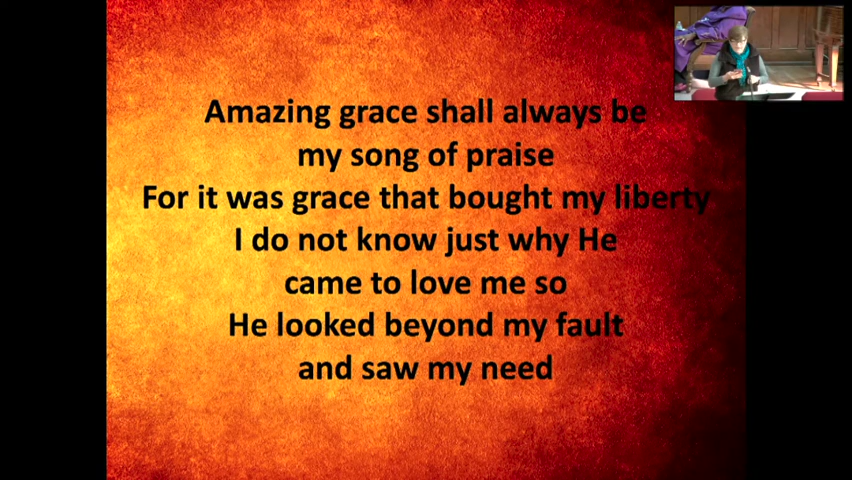 Amazing grace shall always be
my song of praise
For it was grace that bought my liberty
I do not know just why He
came to love me so
He looked beyond my fault
and saw my need